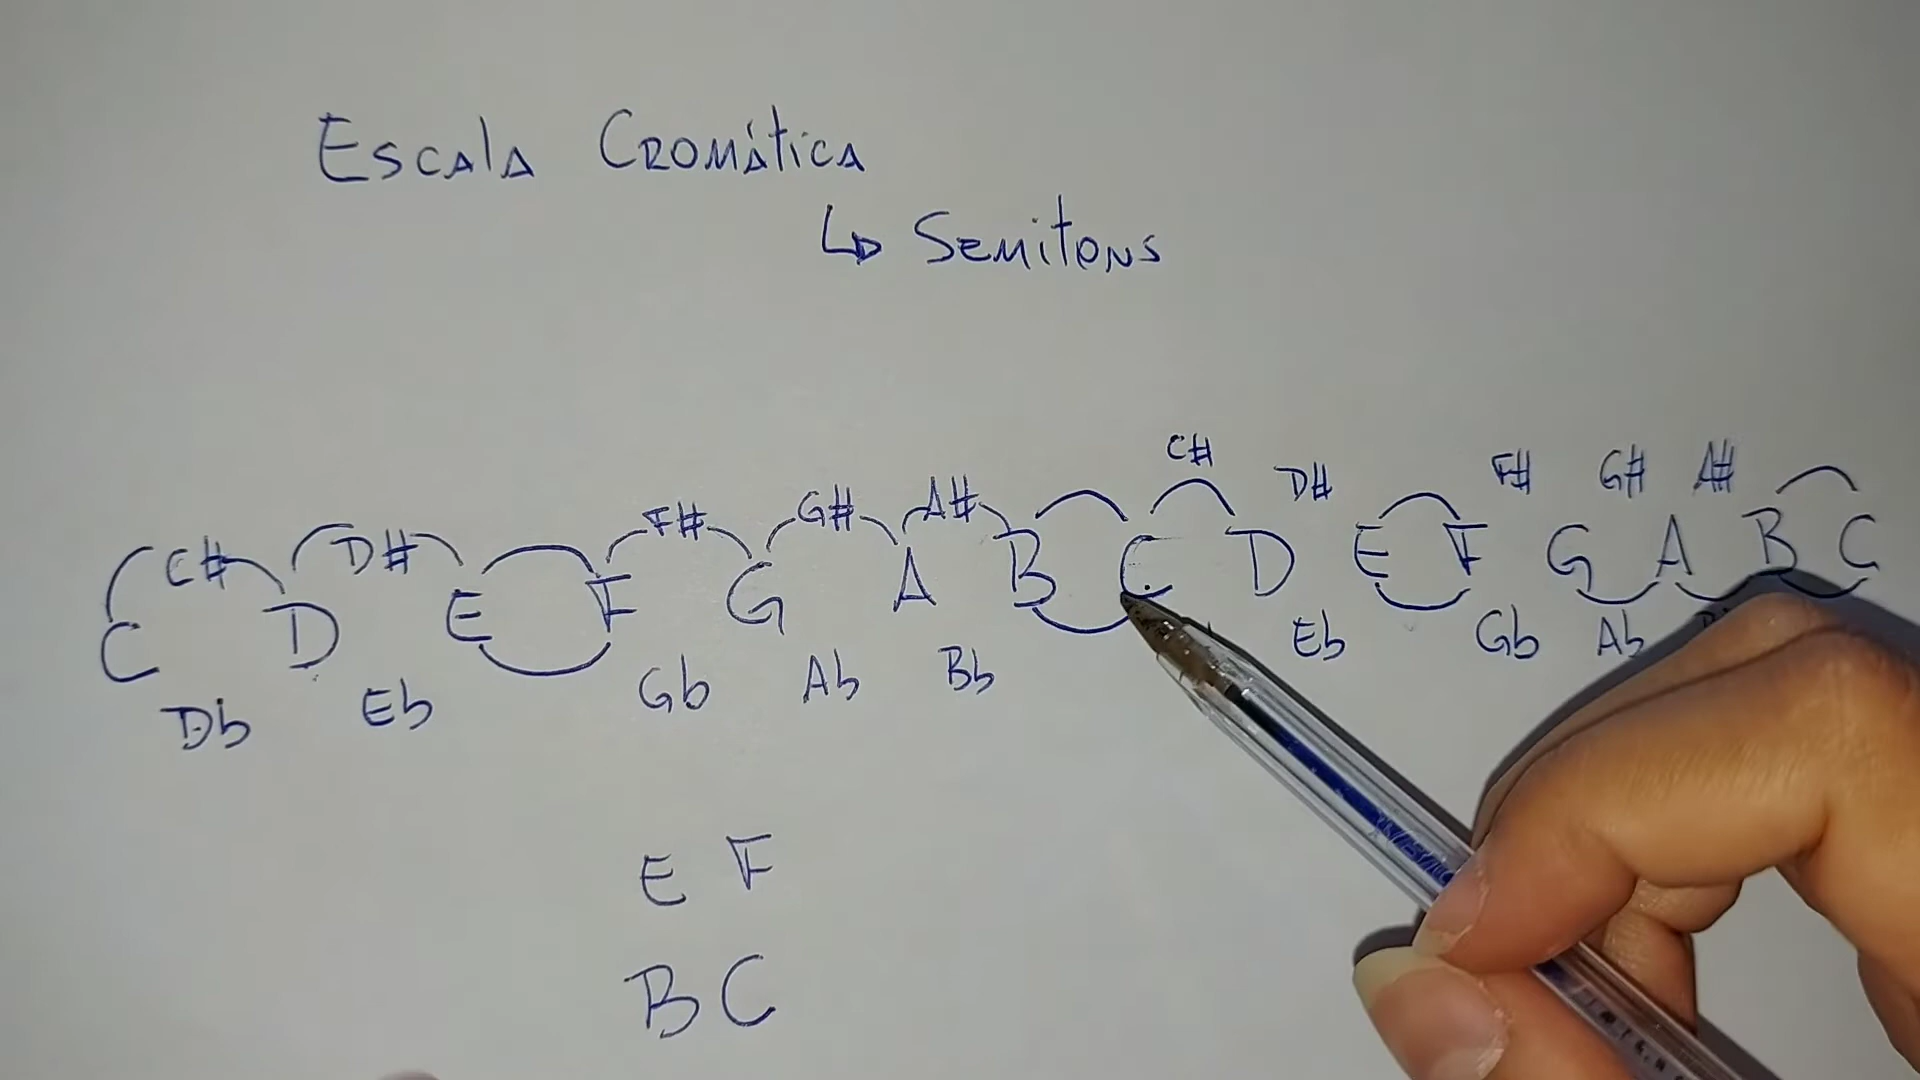 Escala Cromática
↳ Semitons
C# D# F# G# A# C# D# F# G# A#
C D E F G A B C D E F G A B C
Db Eb Gb Ab Bb Eb Gb Ab
E F
B C